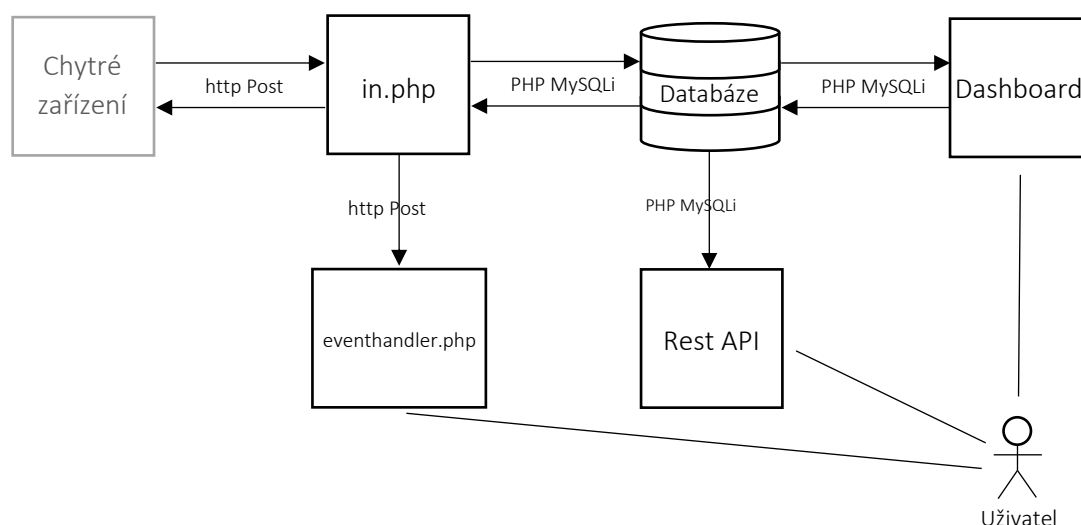 Chytré
zařízení
http Post
in.php
PHP MySQLi
Databáze
PHP MySQLi
Dashboard
http Post
PHP MySQLi
eventhandler.php
Rest API
Uživatel